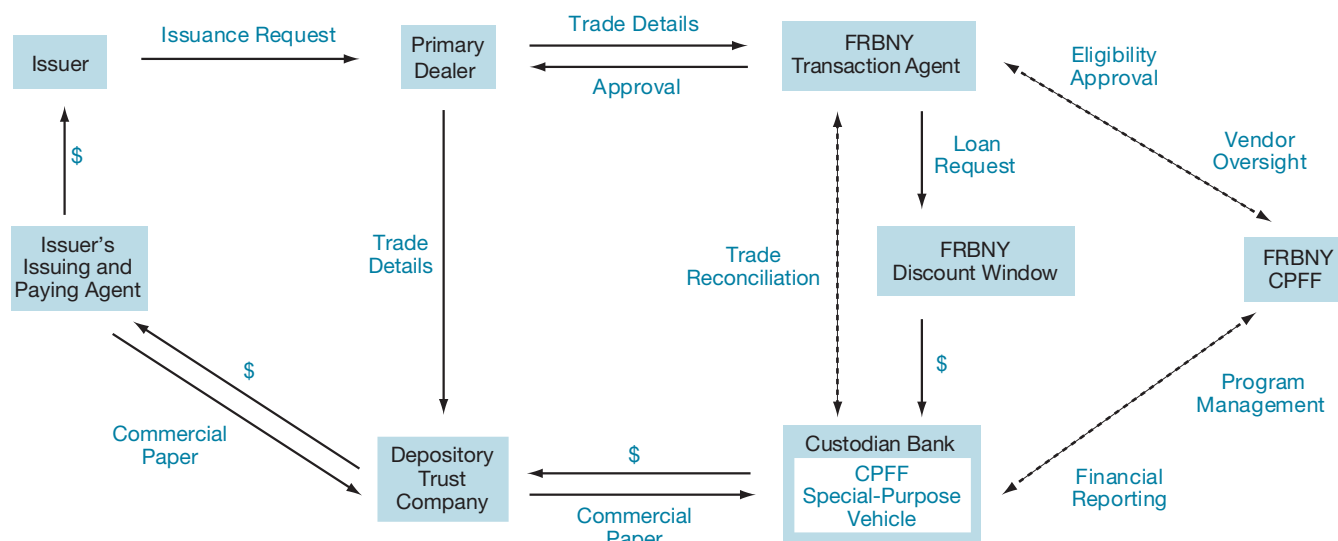 Issuer
Issuance Request
Primary
Dealer
Trade Details
Approval
FRBNY
Transaction Agent
Eligibility
Approval
Vendor
Oversight
$
Loan
Request
Issuer's
Issuing and
Paying Agent
Trade
Details
Trade
Reconciliation
FRBNY
Discount Window
FRBNY
CPFF
$
$
Program
Management
Commercial
Paper
Depository
Trust
Company
$
Commercial
Paper
Custodian Bank
CPFF
Special-Purpose
Vehicle
Financial
Reporting